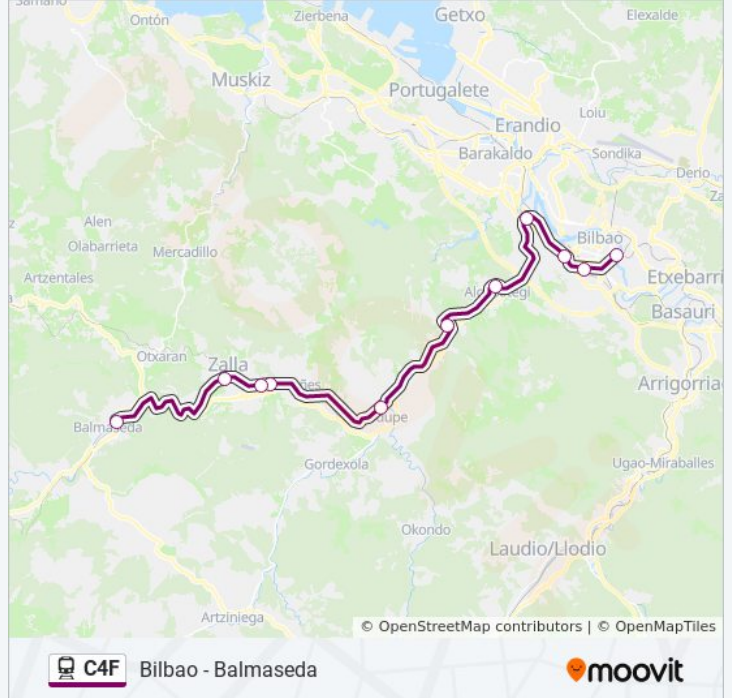 Ontón
Zierbena
Getxo
Elexalde
Muskiz
Portugalete
Loiu
Erandio
Barakaldo
Sondika
Derio
Alen
Bilbao
Olabarrieta
Mercadillo
Artzentales
Etxebarri
Basauri
Otxaran
Zalla
Arrigorria
Balmaseda
Gordexola
Ugao-Miraballes
Okondo
Laudio/Llodio
Artziniega
© OpenStreetMap contributors | © OpenMapTiles
C4F Bilbao - Balmaseda
moovit